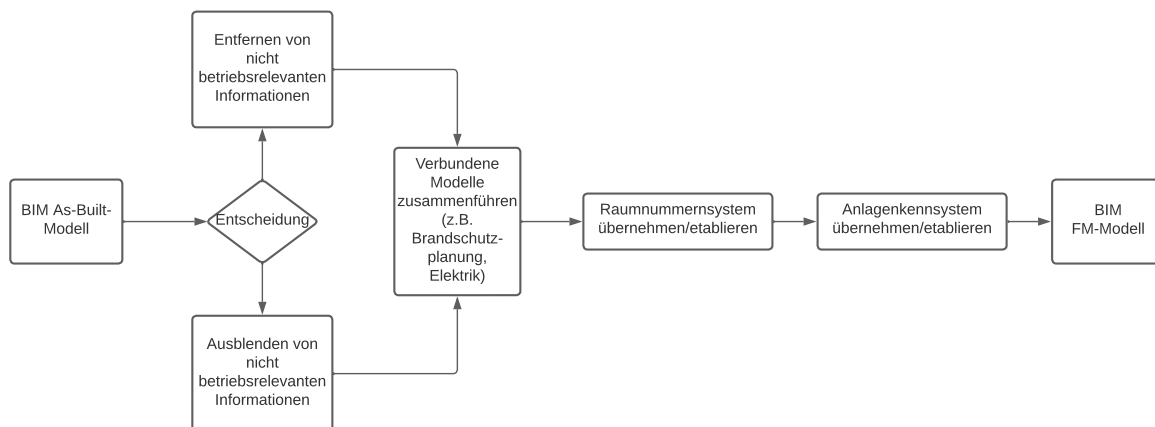 BIM As-Built-
Modell
Entscheidung
Entfernen von
nicht
betriebsrelevanten
Informationen
Ausblenden von
nicht
betriebsrelevanten
Informationen
Verbundene
Modelle
zusammenführen
(z.B.
Brandschutz-
planung,
Elektrik)
Raumnummernsystem
übernehmen/etablieren
Anlagenkennsystem
übernehmen/etablieren
BIM
FM-Modell